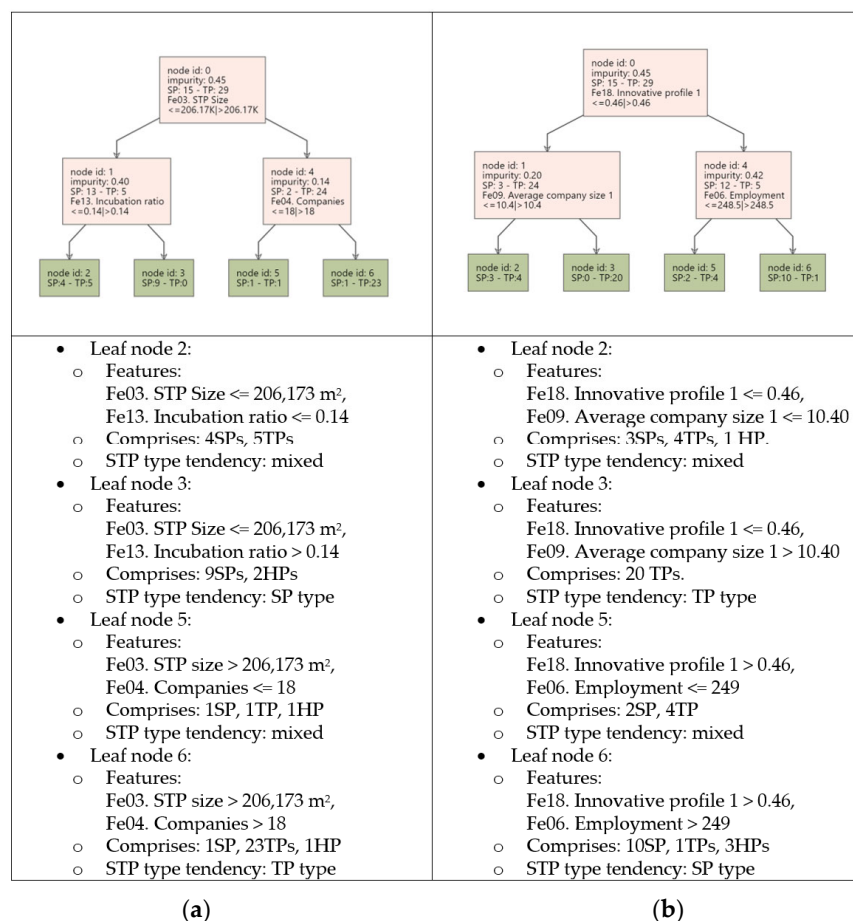 node id: 0
impurity: 0.45
SP: 15 - TP: 29
Fe03. STP Size
<=206.17K|>206.17K
node id: 1
impurity: 0.40
SP: 13 - TP: 5
Fe13. Incubation ratio
<=0.14|>0.14
node id: 4
impurity: 0.14
SP: 2 - TP: 24
Fe04. Companies
<=18|>18
node id: 2
SP:4 - TP:5
node id: 3
SP:9 - TP:0
node id: 5
SP:1 - TP:1
node id: 6
SP:1 - TP:23
node id: 0
impurity: 0.45
SP: 15 - TP: 29
Fe18. Innovative profile 1
<=0.46|>0.46
node id: 1
impurity: 0.20
SP: 3 - TP: 24
Fe09. Average company size 1
<=10.4|>10.4
node id: 4
impurity: 0.42
SP: 12 - TP: 5
Fe06. Employment
<=248.5|>248.5
node id: 2
SP:3 - TP:4
node id: 3
SP:0 - TP:20
node id: 5
SP:2 - TP:4
node id: 6
SP:10 - TP:1
• Leaf node 2:
o Features:
Fe03. STP Size <= 206,173 m²,
Fe13. Incubation ratio <= 0.14
o Comprises: 4SPs, 5TPs
o STP type tendency: mixed
• Leaf node 3:
o Features:
Fe03. STP Size <= 206,173 m²,
Fe13. Incubation ratio > 0.14
o Comprises: 9SPs, 2HPs
o STP type tendency: SP type
• Leaf node 5:
o Features:
Fe03. STP size > 206,173 m²,
Fe04. Companies <= 18
o Comprises: 1SP, 1TP, 1HP
o STP type tendency: mixed
• Leaf node 6:
o Features:
Fe03. STP size > 206,173 m²,
Fe04. Companies > 18
o Comprises: 1SP, 23TPs, 1HP
o STP type tendency: TP type
• Leaf node 2:
o Features:
Fe18. Innovative profile 1 <= 0.46,
Fe09. Average company size 1 <= 10.40
o Comprises: 3SPs, 4TPs, 1 HP.
o STP type tendency: mixed
• Leaf node 3:
o Features:
Fe18. Innovative profile 1 <= 0.46,
Fe09. Average company size 1 > 10.40
o Comprises: 20 TPs.
o STP type tendency: TP type
• Leaf node 5:
o Features:
Fe18. Innovative profile 1 > 0.46,
Fe06. Employment <= 249
o Comprises: 2SP, 4TP
o STP type tendency: mixed
• Leaf node 6:
o Features:
Fe18. Innovative profile 1 > 0.46,
Fe06. Employment > 249
o Comprises: 10SP, 1TPs, 3HPs
o STP type tendency: SP type
(a)
(b)